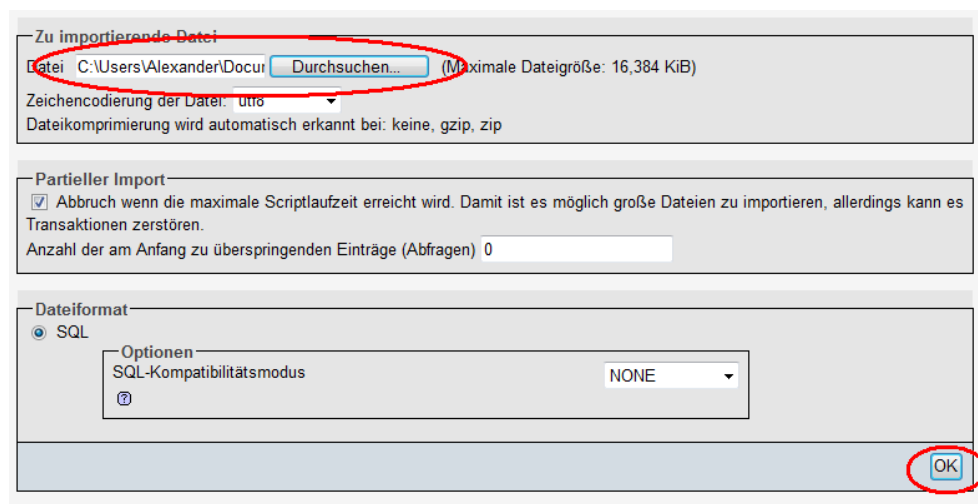 Zu importierende Datei
Datei C:\Users\Alexander\Docur Durchsuchen... (Maximale Dateigröße: 16,384 KiB)
Zeichencodierung der Datei: utf8
Dateikomprimierung wird automatisch erkannt bei: keine, gzip, zip
Partieller Import
Abbruch wenn die maximale Scriptlaufzeit erreicht wird. Damit ist es möglich große Dateien zu importieren, allerdings kann es
Transaktionen zerstören.
Anzahl der am Anfang zu überspringenden Einträge (Abfragen) 0
Dateiformat
SQL
Optionen
SQL-Kompatibilitätsmodus NONE
?
OK